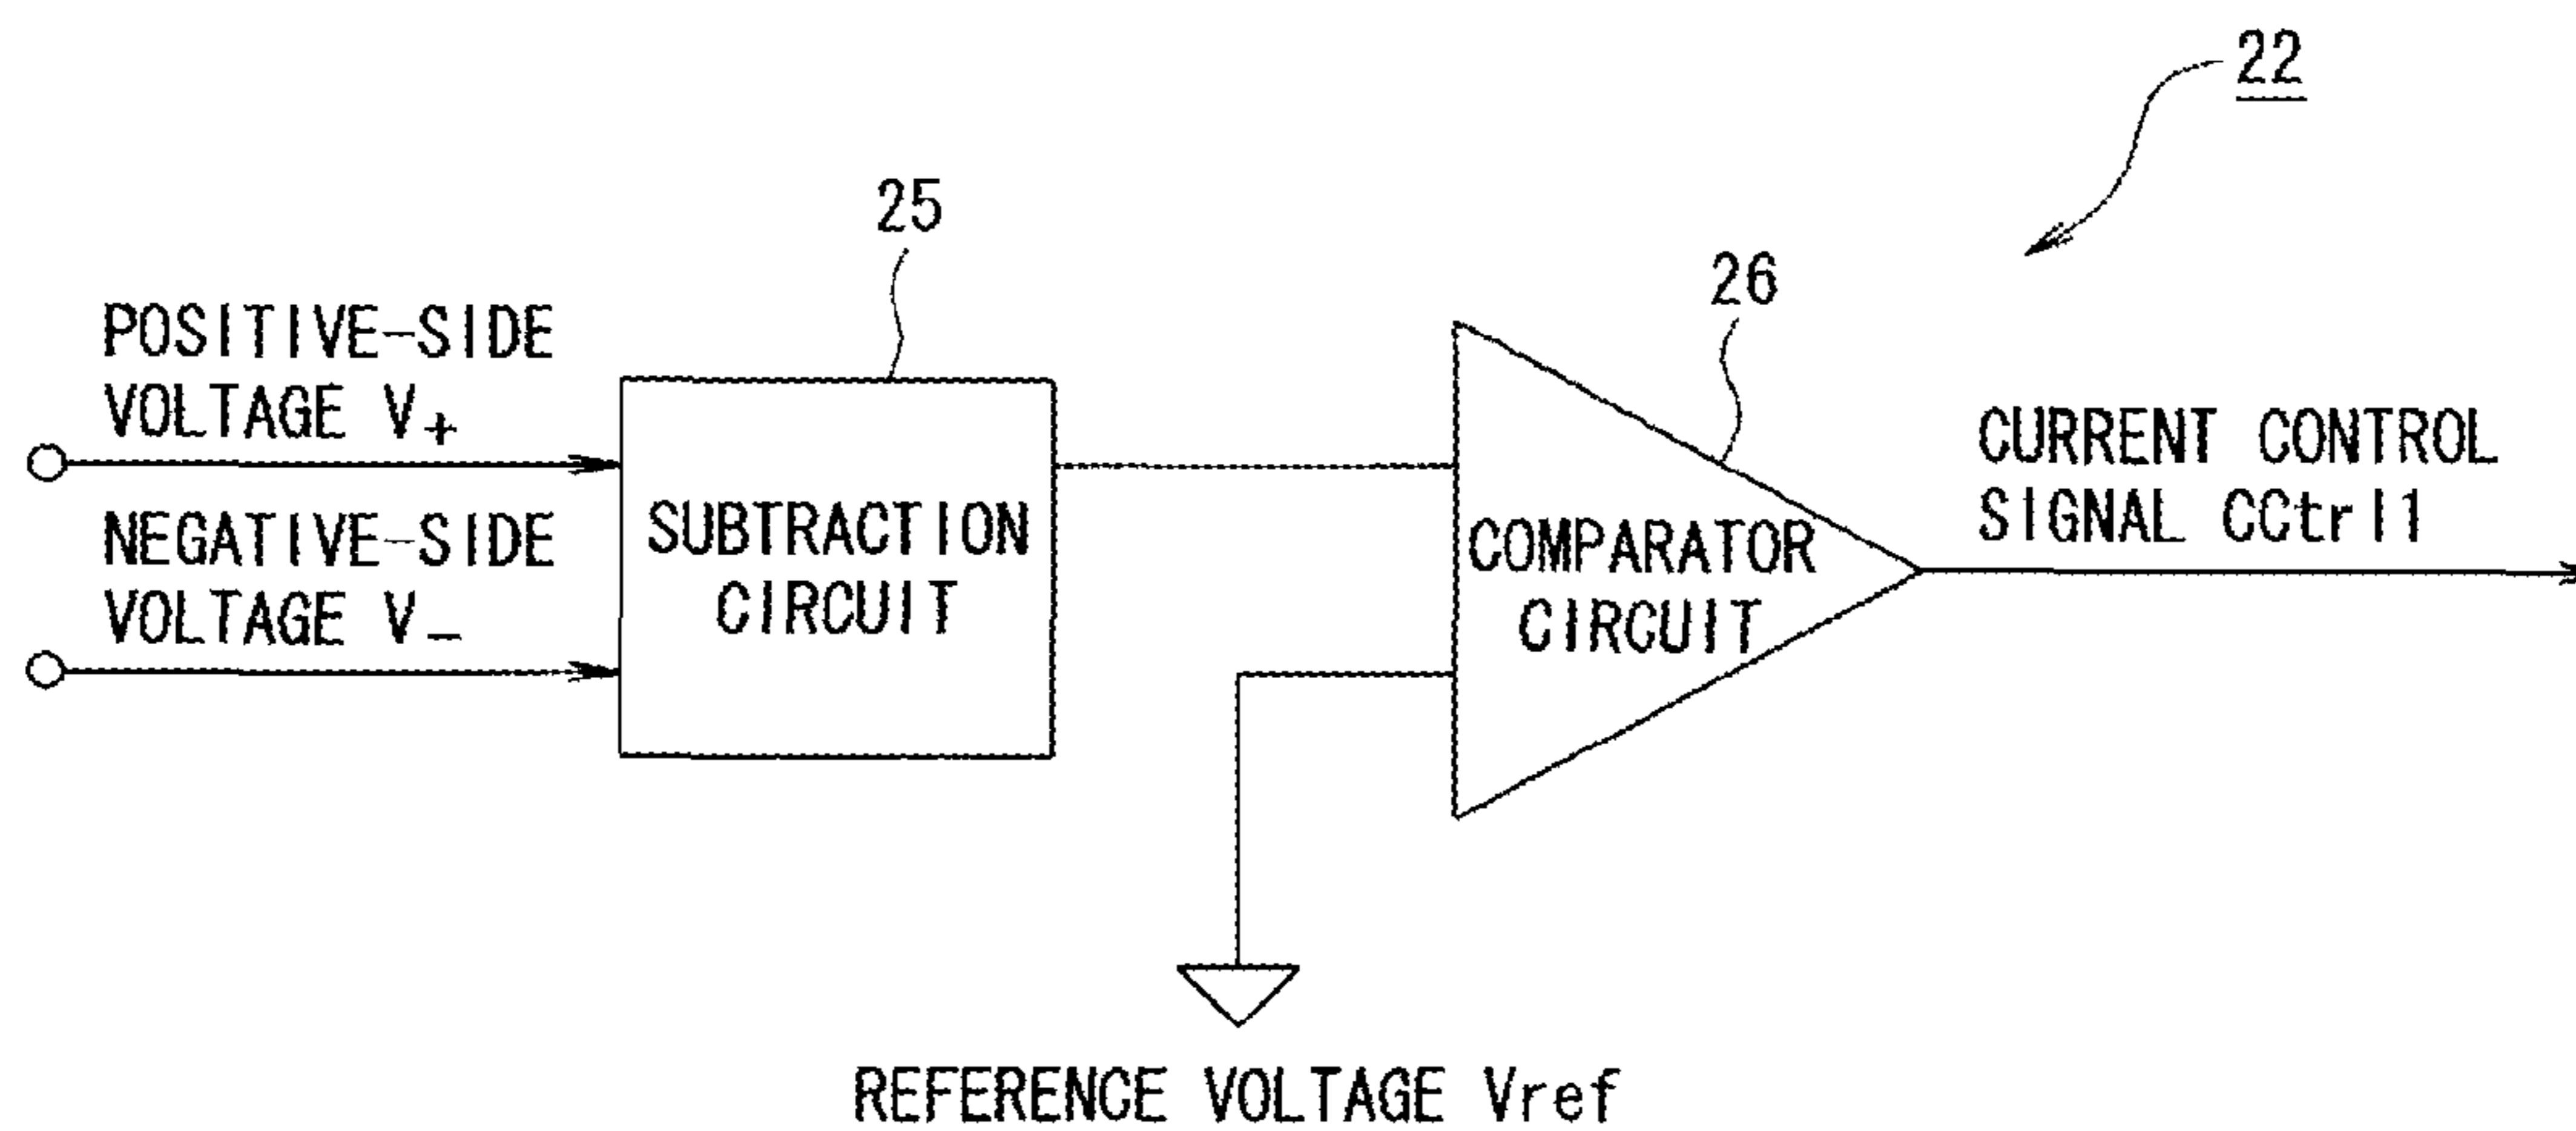 22
25
26
POSITIVE-SIDE
VOLTAGE V+
NEGATIVE-SIDE
VOLTAGE V-
SUBTRACTION
CIRCUIT
COMPARATOR
CIRCUIT
CURRENT CONTROL
SIGNAL CCtrl1
REFERENCE VOLTAGE Vref